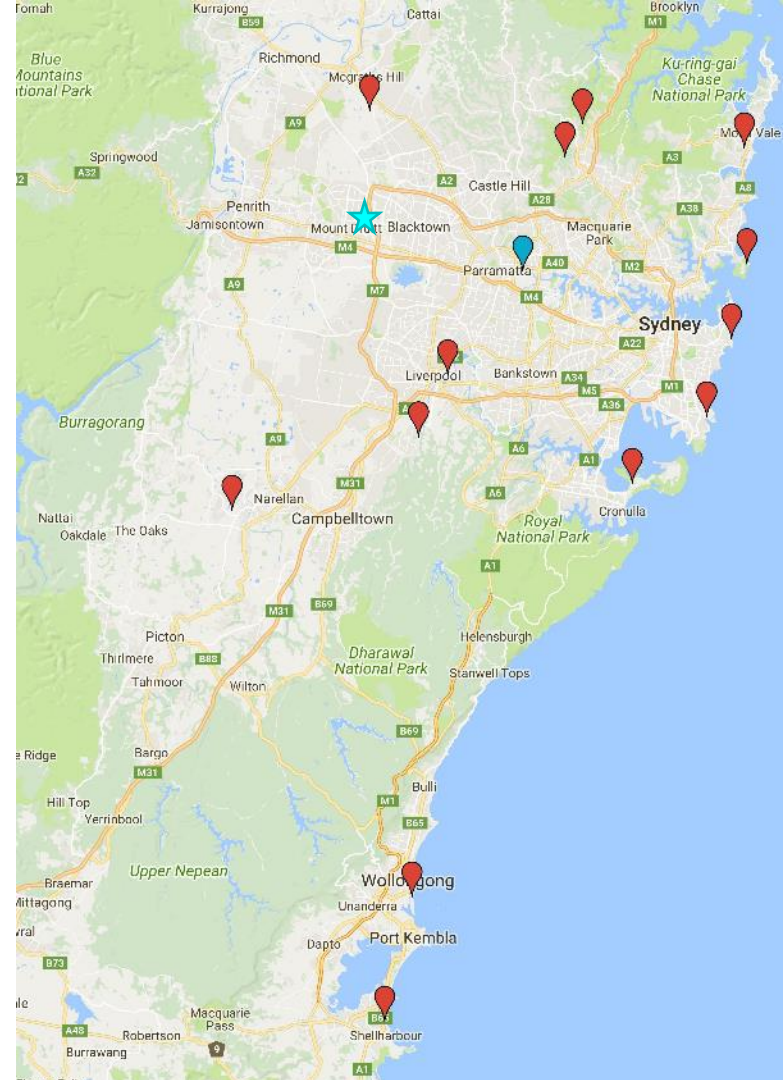 Tomah
Kurrajong
B59
Cattai
Brooklyn
M1
Richmond
Blue
Mountains
ational Park
Ku-ring-gai
Chase
National Park
A9
A2
A3
Springwood
A32
Castle Hill
A28
A8
A38
Penrith
Jamisontown
Blacktown
M4
Macquarie
Park
Parramatta
A40
M2
A9
M7
M4
Sydney
A22
Liverpool
Bankstown
A34
M5
M1
A36
Burragorang
A9
A6
A1
M31
A6
Narellan
Nattai
Oakdale
The Oaks
Campbelltown
Cronulla
Royal
National Park
A1
M31
B69
Picton
Thirlmere
B88
Tahmoor
Wilton
Helensburgh
Dharawal
National Park
Stanwell Tops
B69
e Ridge
Bargo
M31
Bulli
Hill Top
Yerrinbool
M1
B65
Upper Nepean
Braemar
Mittagong
Unanderra
Dapto
Port Kembla
B73
Macquarie
Pass
A48
Robertson
9
Shellharbour
Burrawang
A1